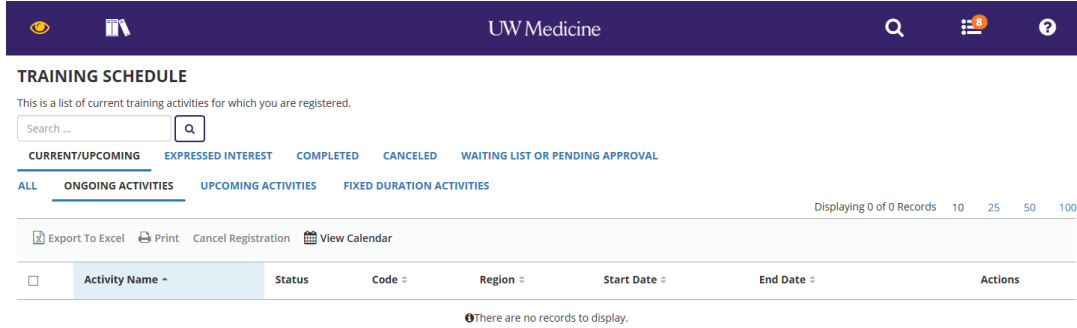 UW Medicine
8
TRAINING SCHEDULE
This is a list of current training activities for which you are registered.
Search ...
CURRENT/UPCOMING EXPRESSED INTEREST COMPLETED CANCELED WAITING LIST OR PENDING APPROVAL
ALL ONGOING ACTIVITIES UPCOMING ACTIVITIES FIXED DURATION ACTIVITIES
Displaying 0 of 0 Records 10 25 50 100
Export To Excel Print Cancel Registration View Calendar
Activity Name Status Code Region Start Date End Date Actions
There are no records to display.